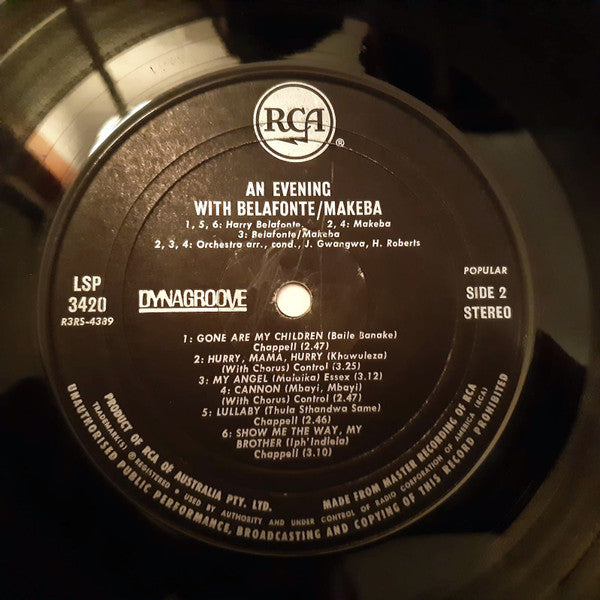 RCA
®
AN EVENING
WITH BELAFONTE/MAKEBA
1, 5, 6: Harry Belafonte. 2, 4: Makeba
3: Belafonte/Makeba
2, 3, 4: Orchestra arr., cond., J. Gwangwa, H. Roberts
LSP
3420
R3RS-4389
DYNAGROOVE
POPULAR
SIDE 2
STEREO
1: GONE ARE MY CHILDREN (Baile Banake)
Chappell (2.47)
2: HURRY, MAMA, HURRY (Khawuleza)
(With Chorus) Control (3.25)
3: MY ANGEL (Maluika) Essex (3.12)
4: CANNON (Mbayi, Mbayi)
(With Chorus) Control (2.47)
5: LULLABY (Thula Sthandwa Same)
Chappell (2.46)
6: SHOW ME THE WAY, MY
BROTHER (Iph'Indiela)
Chappell (3.10)
PRODUCT OF RCA OF AUSTRALIA PTY. LTD.
MADE FROM MASTER RECORDING OF RCA
TRADEMARK(S) ® REGISTERED • USED BY AUTHORITY AND UNDER CONTROL OF RADIO CORPORATION OF AMERICA (RCA)
UNAUTHORISED PUBLIC PERFORMANCE, BROADCASTING AND COPYING OF THIS RECORD PROHIBITED